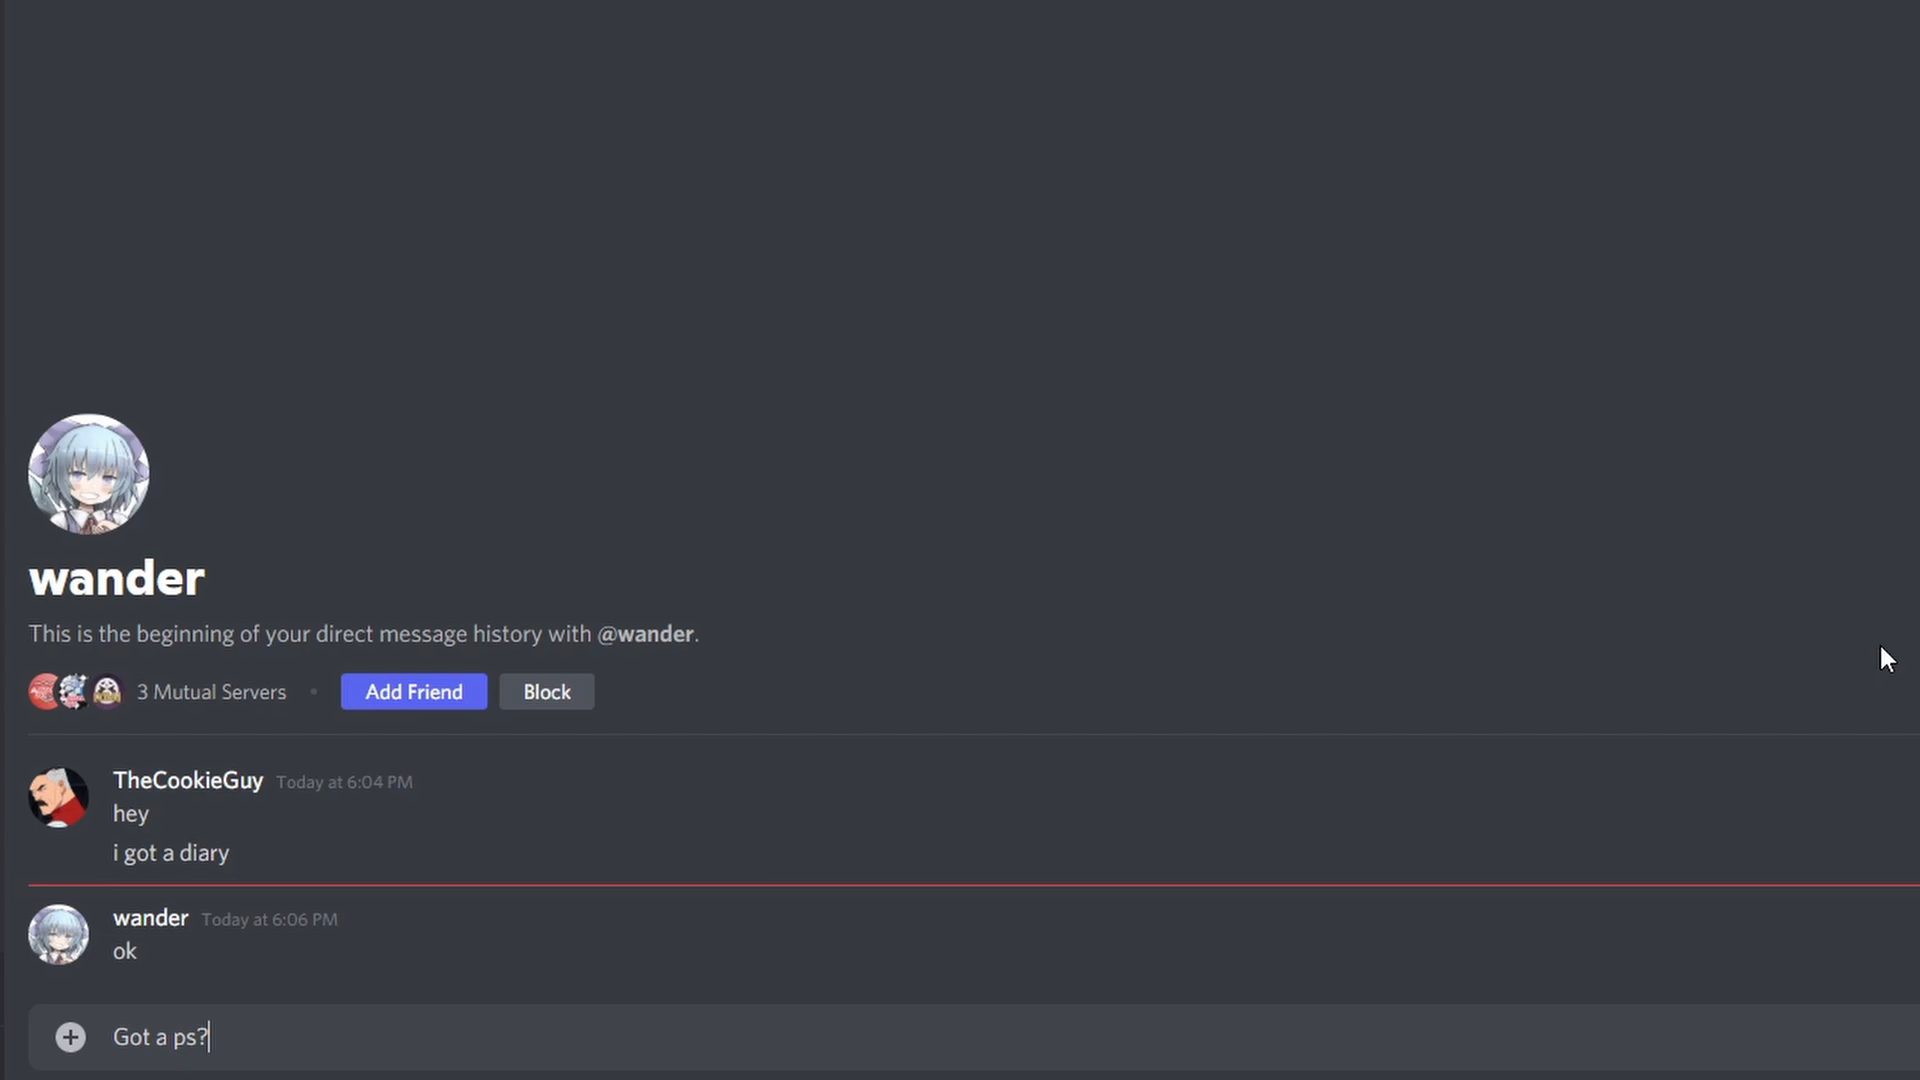 wander
This is the beginning of your direct message history with @wander.
3 Mutual Servers • Add Friend Block
TheCookieGuy Today at 6:04 PM
hey
i got a diary
wander Today at 6:06 PM
ok
Got a ps?